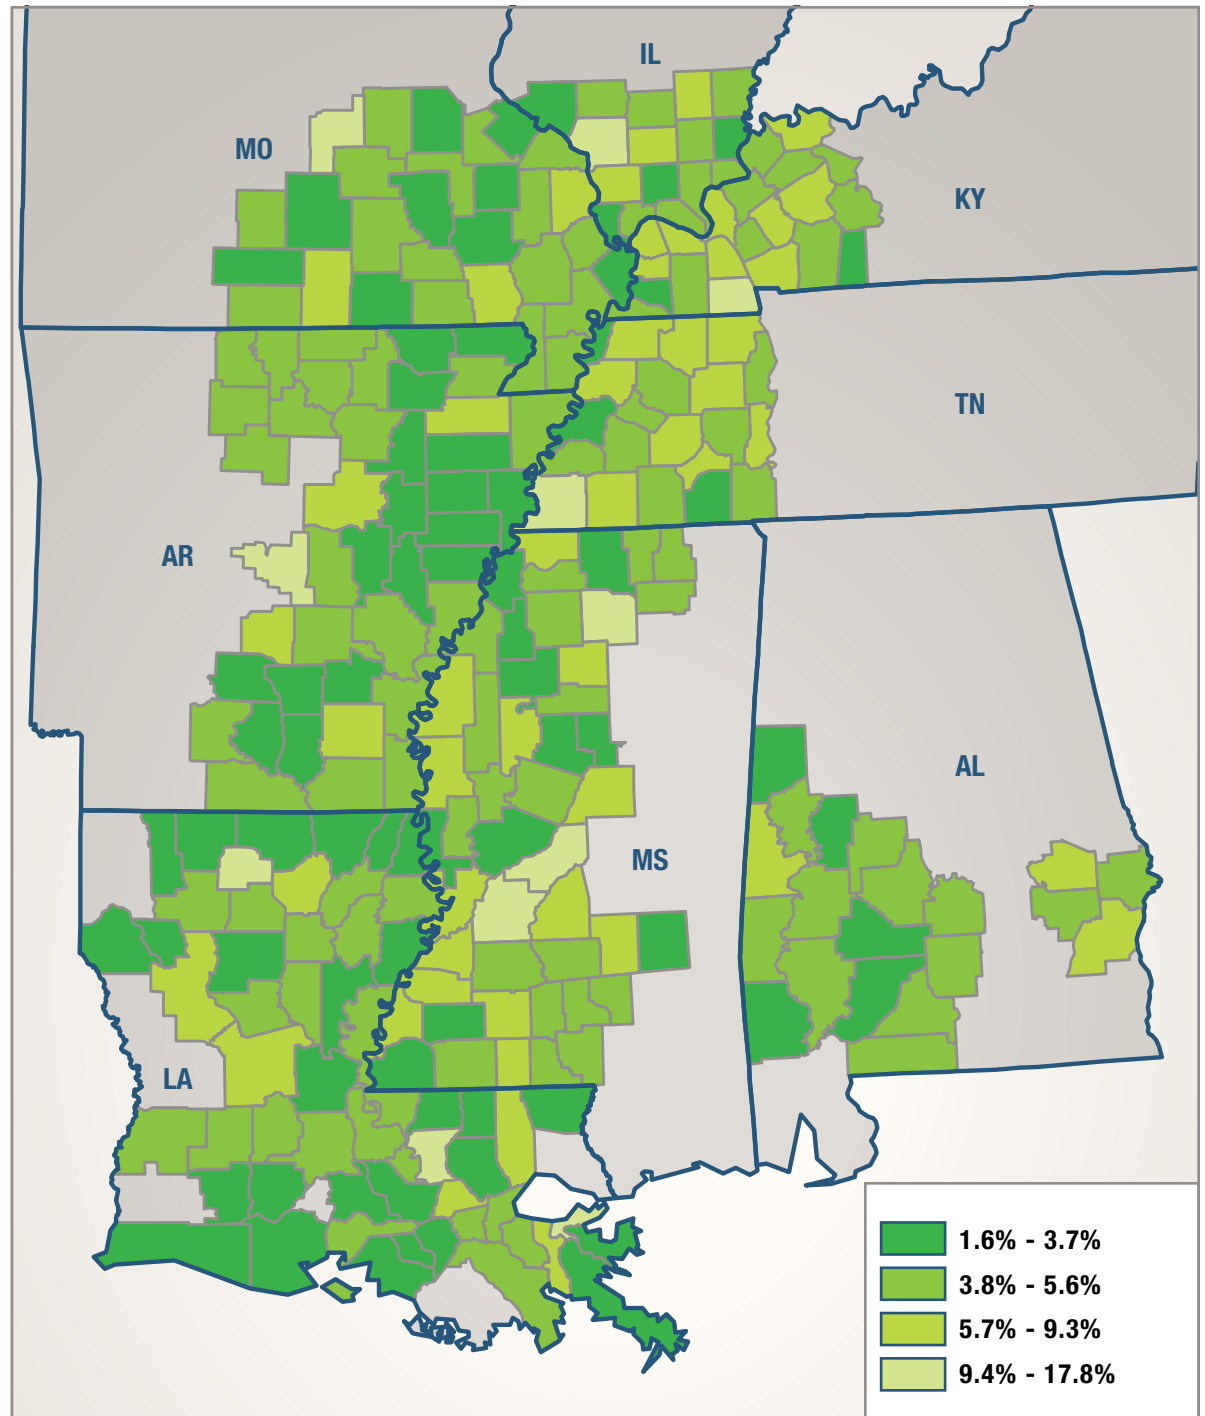 IL
MO
KY
TN
AR
AL
MS
LA
1.6% - 3.7%
3.8% - 5.6%
5.7% - 9.3%
9.4% - 17.8%